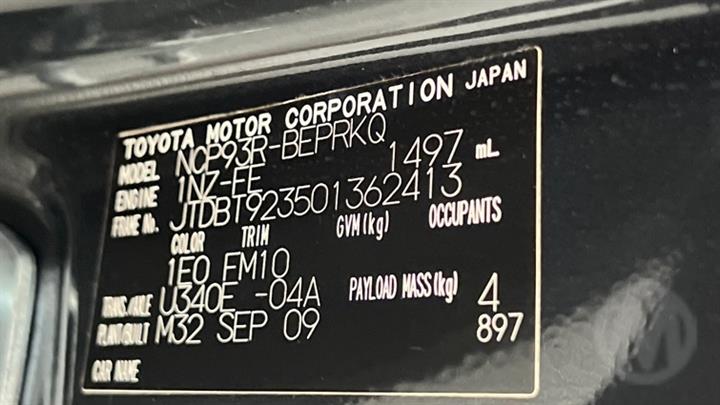 TOYOTA MOTOR CORPORATION JAPAN
MODEL NCP93R-BEPRKQ
ENGINE 1NZ-FE 1497 mL
FRAME No. JTDBT923501362413
COLOR TRIM GVM(kg) OCCUPANTS
1E0 FM10
TRANS./AXLE U340E -04A PAYLOAD MASS(kg) 4
PLANT/BUILT M32 SEP 09 897
CAR NAME
M